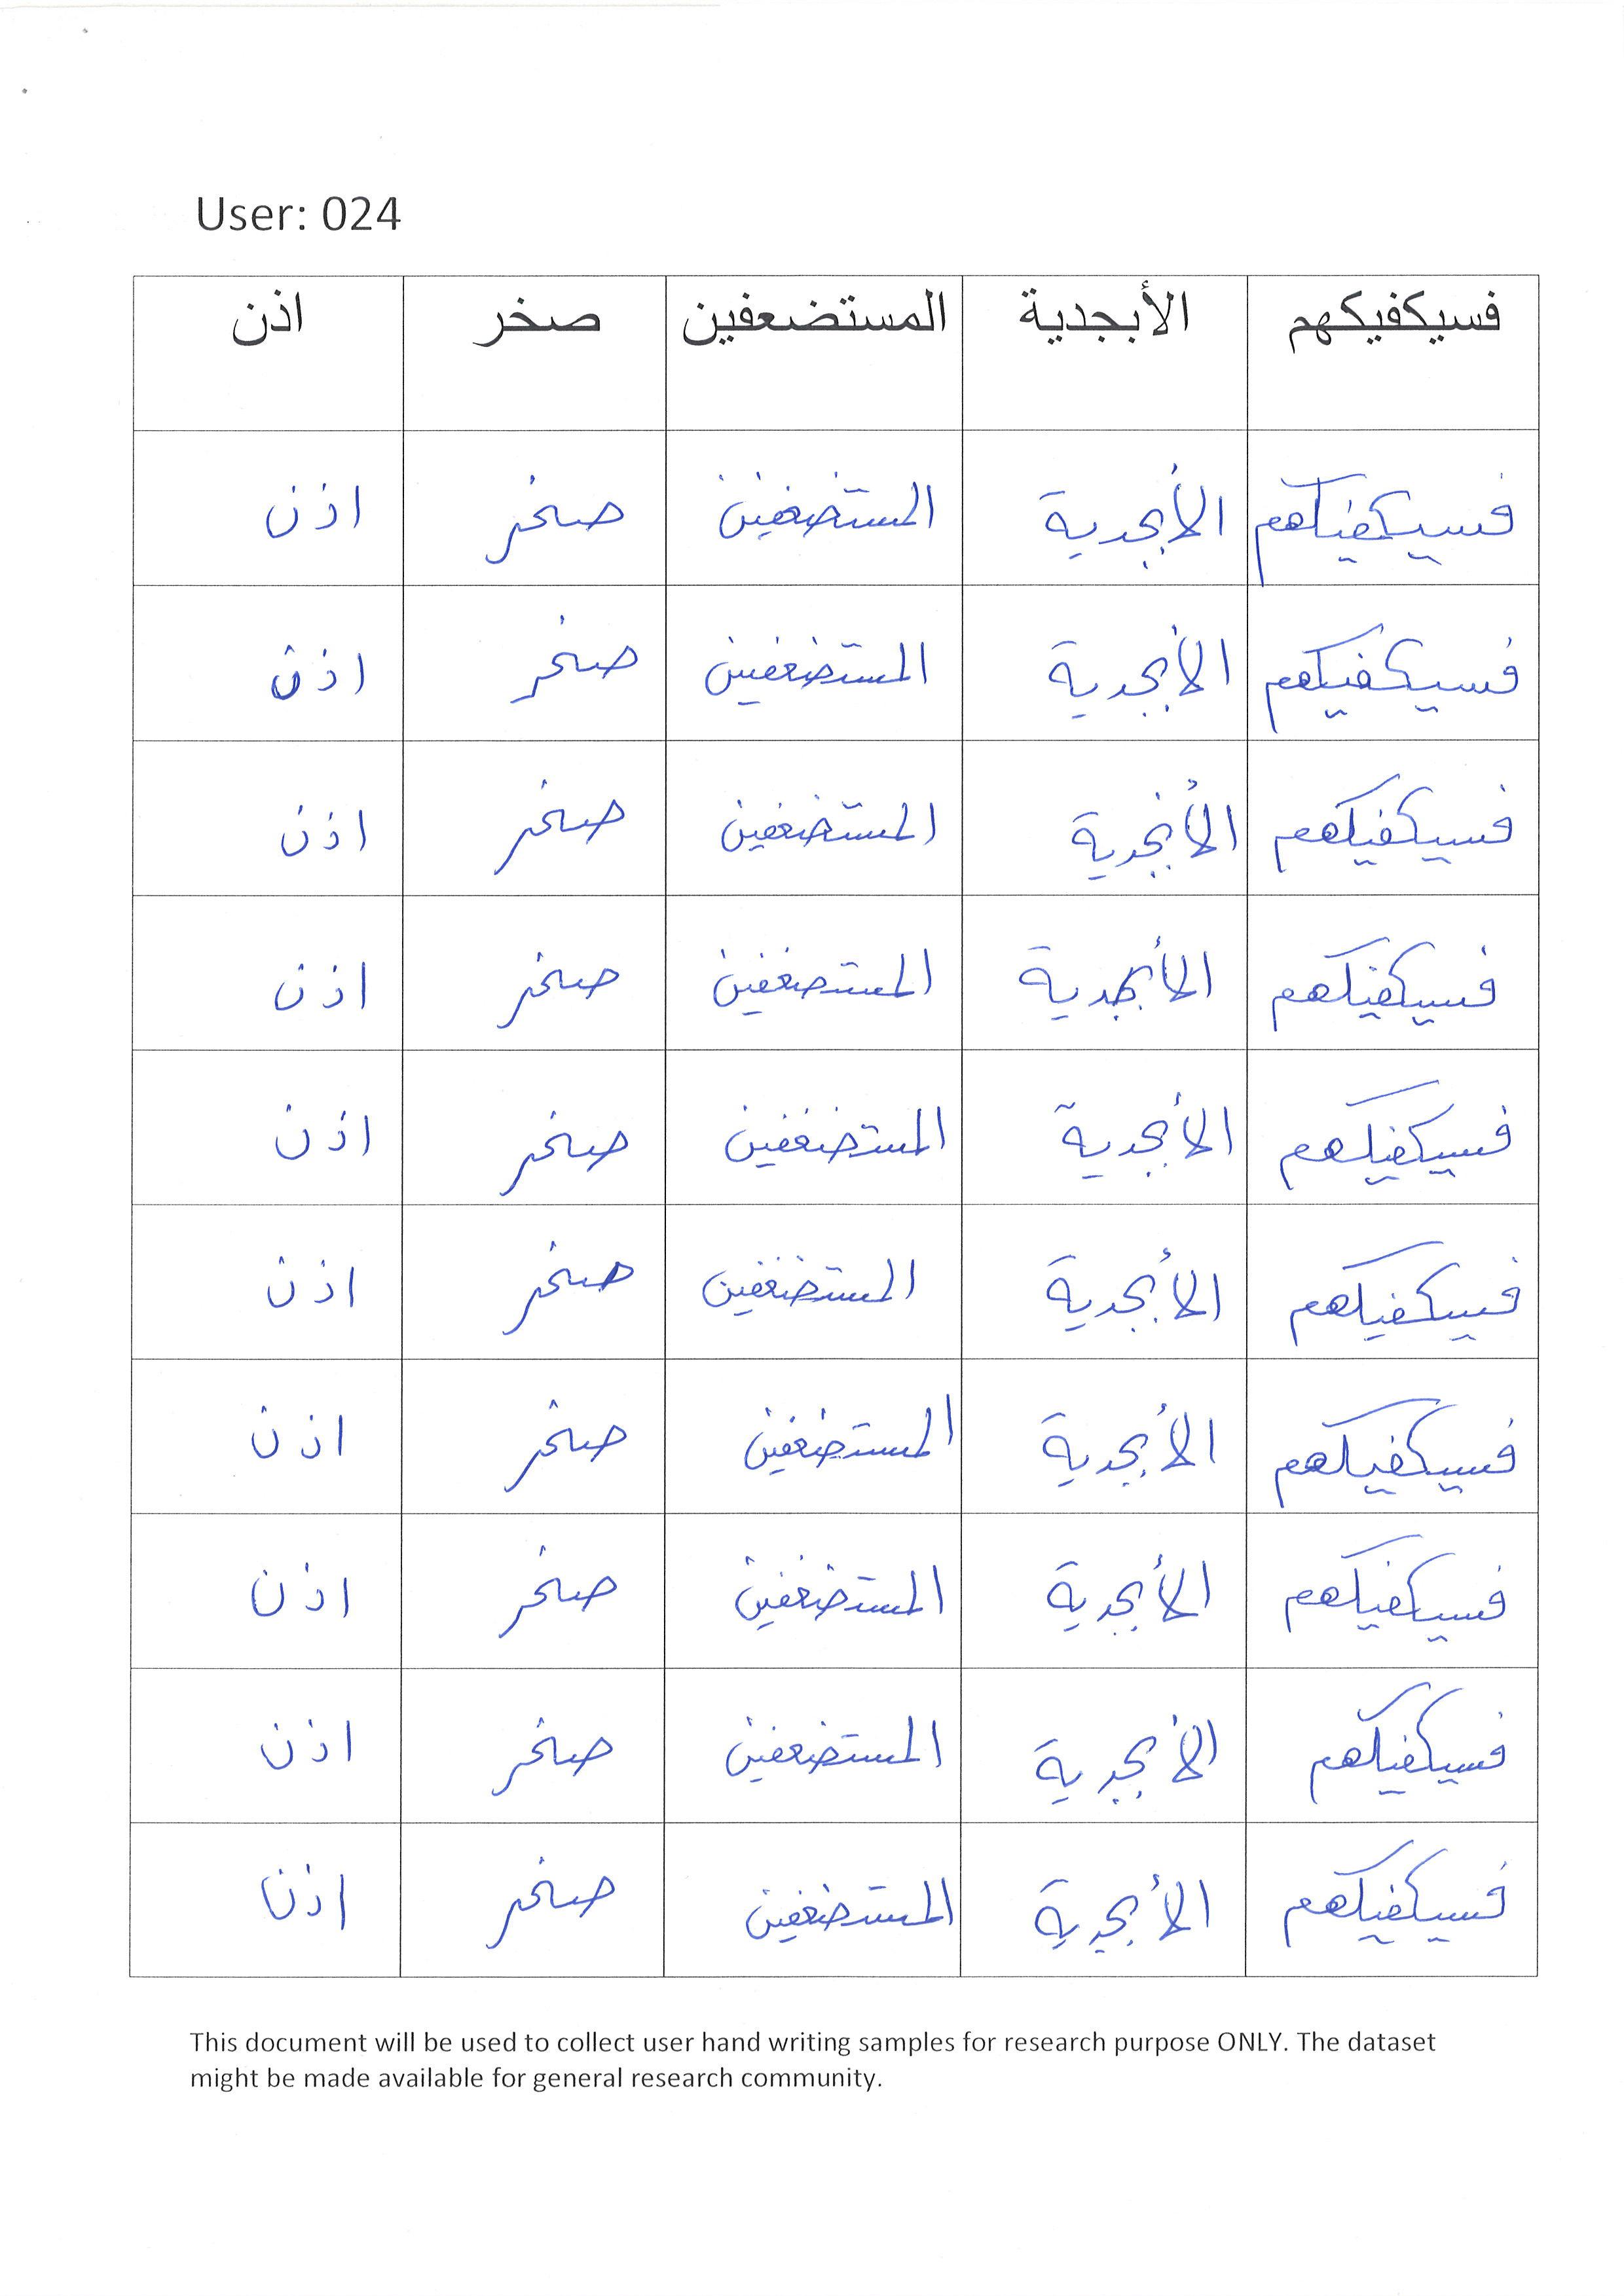 User: 024
فسيكفيكهم الأبجدية المستضعفين صخر اذن
فسيكفيكهم الأبجدية المستضعفين صخر اذن
فسيكفيكهم الأبجدية المستضعفين صخر اذن
فسيكفيكهم الأبجدية المستضعفين صخر اذن
فسيكفيكهم الأبجدية المستضعفين صخر اذن
فسيكفيكهم الأبجدية المستضعفين صخر اذن
فسيكفيكهم الأبجدية المستضعفين صخر اذن
فسيكفيكهم الأبجدية المستضعفين صخر اذن
فسيكفيكهم الأبجدية المستضعفين صخر اذن
فسيكفيكهم الأبجدية المستضعفين صخر اذن
فسيكفيكهم الأبجدية المستضعفين صخر اذن
This document will be used to collect user hand writing samples for research purpose ONLY. The dataset
might be made available for general research community.